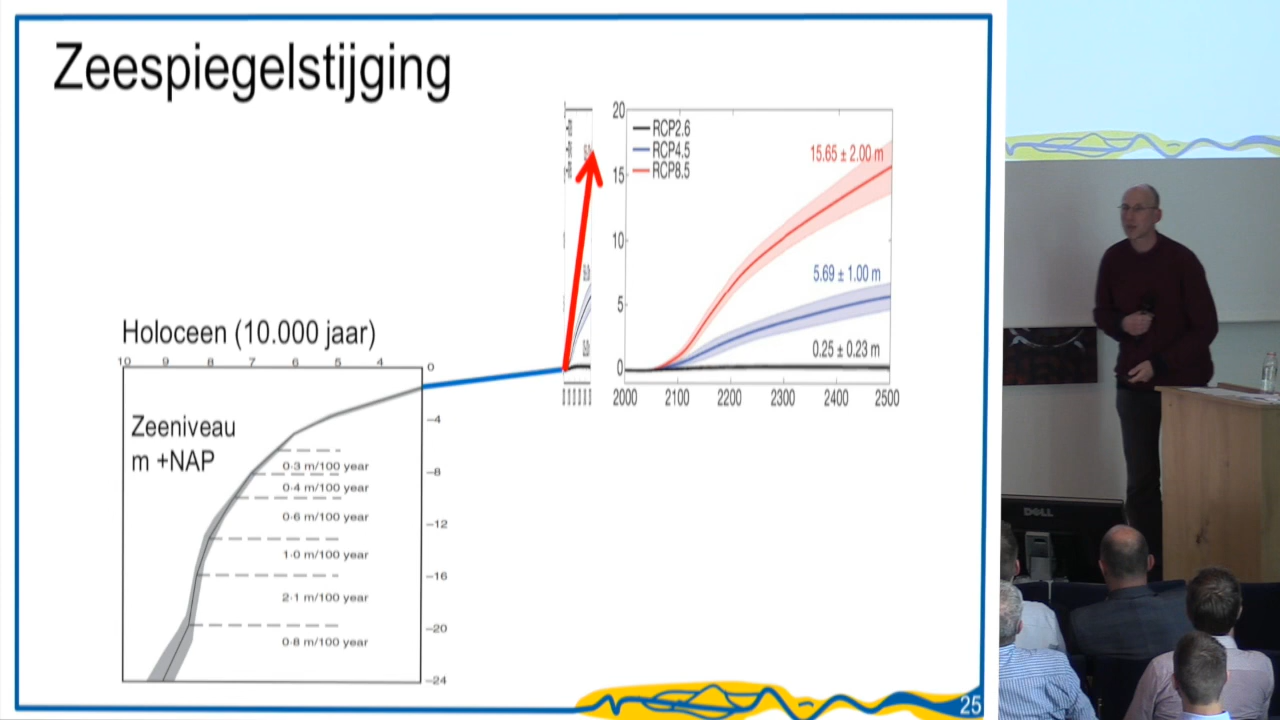 Zeespiegelstijging
20
RCP2.6
RCP4.5
RCP8.5
15.65 ± 2.00 m
15
10
5.69 ± 1.00 m
5
0.25 ± 0.23 m
0
2000 2100 2200 2300 2400 2500
Holoceen (10.000 jaar)
10 9 8 7 6 5 4 0
Zeeniveau
m +NAP
−4
0·3 m/100 year
−8
0·4 m/100 year
0·6 m/100 year
−12
1·0 m/100 year
−16
2·1 m/100 year
−20
0·8 m/100 year
−24
25
DELL